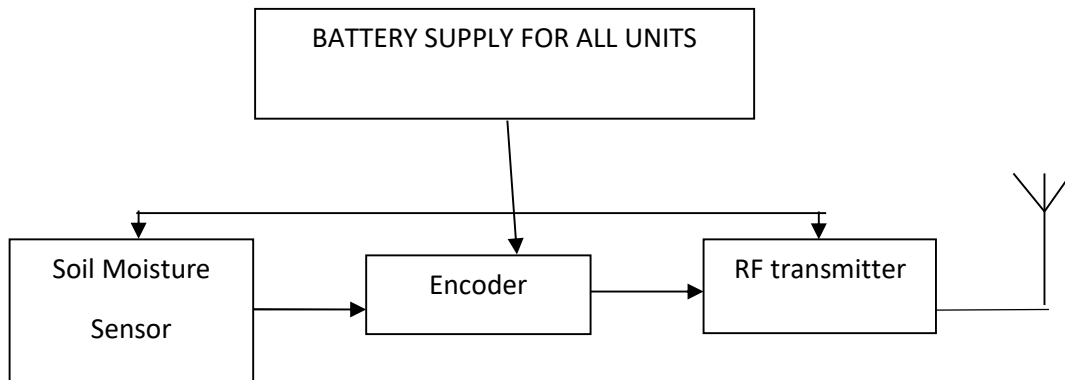 BATTERY SUPPLY FOR ALL UNITS
Soil Moisture
Sensor
Encoder
RF transmitter